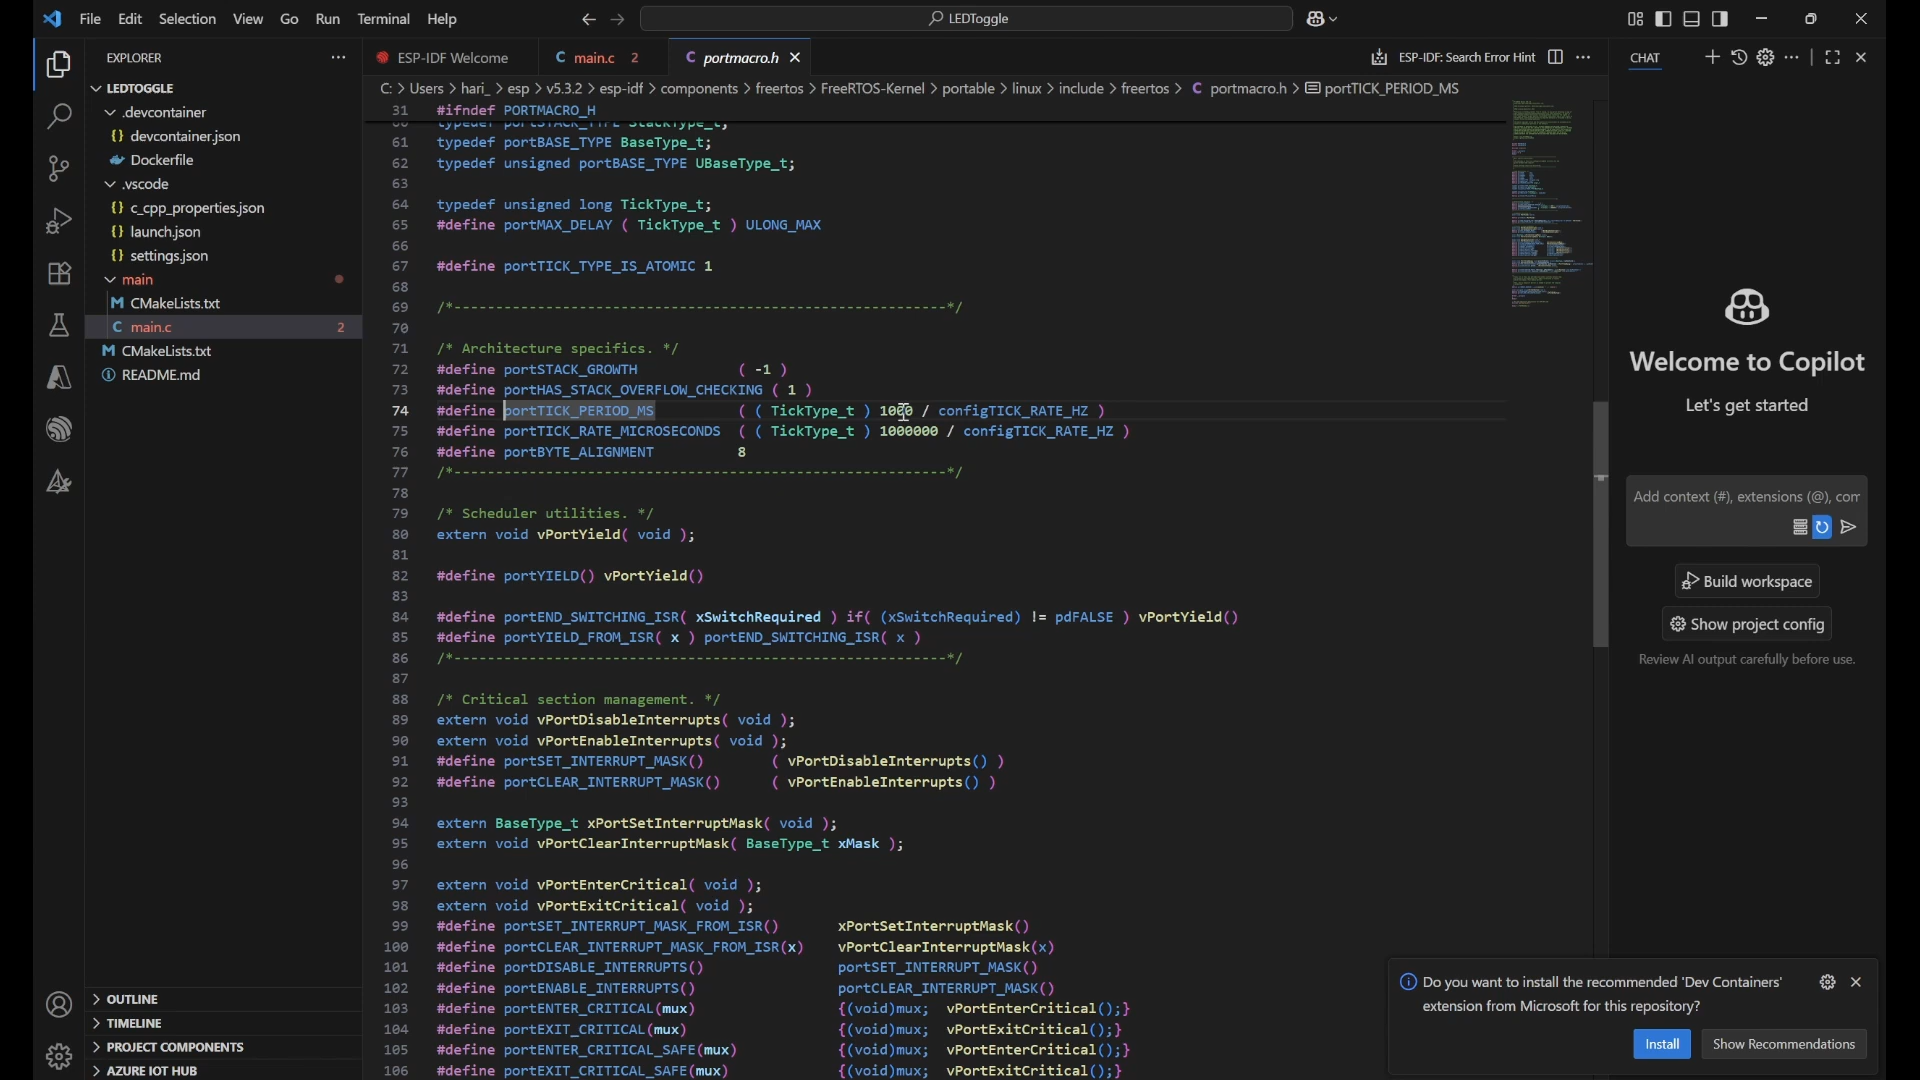 File Edit Selection View Go Run Terminal Help
LEDToggle
EXPLORER
LEDTOGGLE
.devcontainer
devcontainer.json
Dockerfile
.vscode
c_cpp_properties.json
launch.json
settings.json
main
CMakeLists.txt
main.c 2
CMakeLists.txt
README.md
OUTLINE
TIMELINE
PROJECT COMPONENTS
AZURE IOT HUB
ESP-IDF Welcome
main.c 2
portmacro.h
ESP-IDF: Search Error Hint
C: > Users > hari_ > esp > v5.3.2 > esp-idf > components > freertos > FreeRTOS-Kernel > portable > linux > include > freertos > C portmacro.h > portTICK_PERIOD_MS
31 #ifndef PORTMACRO_H
60 typedef portSTACK_TYPE StackType_t;
61 typedef portBASE_TYPE BaseType_t;
62 typedef unsigned portBASE_TYPE UBaseType_t;
63
64 typedef unsigned long TickType_t;
65 #define portMAX_DELAY ( TickType_t ) ULONG_MAX
66
67 #define portTICK_TYPE_IS_ATOMIC 1
68
69 /*-----------------------------------------------------------*/
70
71 /* Architecture specifics. */
72 #define portSTACK_GROWTH ( -1 )
73 #define portHAS_STACK_OVERFLOW_CHECKING ( 1 )
74 #define portTICK_PERIOD_MS ( ( TickType_t ) 1000 / configTICK_RATE_HZ )
75 #define portTICK_RATE_MICROSECONDS ( ( TickType_t ) 1000000 / configTICK_RATE_HZ )
76 #define portBYTE_ALIGNMENT 8
77 /*-----------------------------------------------------------*/
78
79 /* Scheduler utilities. */
80 extern void vPortYield( void );
81
82 #define portYIELD() vPortYield()
83
84 #define portEND_SWITCHING_ISR( xSwitchRequired ) if( (xSwitchRequired) != pdFALSE ) vPortYield()
85 #define portYIELD_FROM_ISR( x ) portEND_SWITCHING_ISR( x )
86 /*-----------------------------------------------------------*/
87
88 /* Critical section management. */
89 extern void vPortDisableInterrupts( void );
90 extern void vPortEnableInterrupts( void );
91 #define portSET_INTERRUPT_MASK() ( vPortDisableInterrupts() )
92 #define portCLEAR_INTERRUPT_MASK() ( vPortEnableInterrupts() )
93
94 extern BaseType_t xPortSetInterruptMask( void );
95 extern void vPortClearInterruptMask( BaseType_t xMask );
96
97 extern void vPortEnterCritical( void );
98 extern void vPortExitCritical( void );
99 #define portSET_INTERRUPT_MASK_FROM_ISR() xPortSetInterruptMask()
100 #define portCLEAR_INTERRUPT_MASK_FROM_ISR(x) vPortClearInterruptMask(x)
101 #define portDISABLE_INTERRUPTS() portSET_INTERRUPT_MASK()
102 #define portENABLE_INTERRUPTS() portCLEAR_INTERRUPT_MASK()
103 #define portENTER_CRITICAL(mux) {(void)mux; vPortEnterCritical();}
104 #define portEXIT_CRITICAL(mux) {(void)mux; vPortExitCritical();}
105 #define portENTER_CRITICAL_SAFE(mux) {(void)mux; vPortEnterCritical();}
106 #define portEXIT_CRITICAL_SAFE(mux) {(void)mux; vPortExitCritical();}
CHAT
Welcome to Copilot
Let's get started
Add context (#), extensions (@), com
Build workspace
Show project config
Review AI output carefully before use.
Do you want to install the recommended 'Dev Containers'
extension from Microsoft for this repository?
Install
Show Recommendations